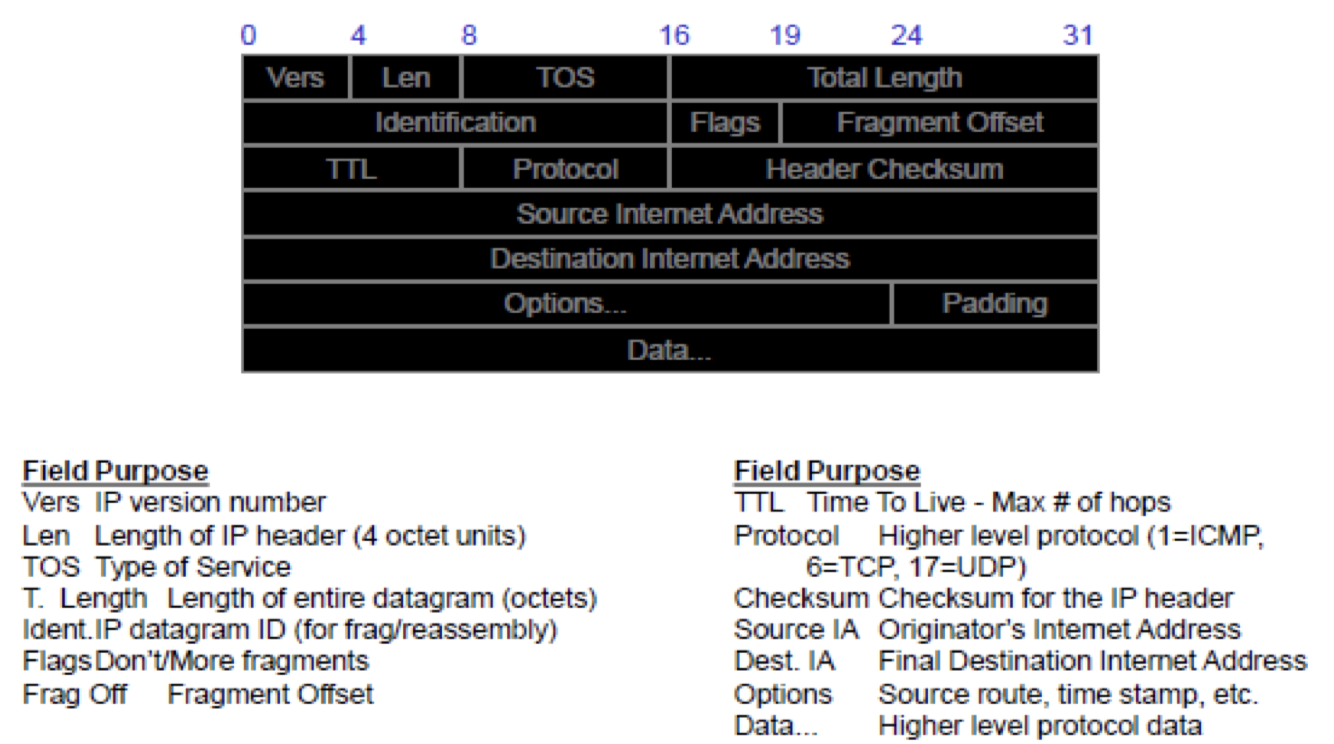 0 4 8 16 19 24 31
Vers Len TOS Total Length
Identification Flags Fragment Offset
TTL Protocol Header Checksum
Source Internet Address
Destination Internet Address
Options... Padding
Data...
Field Purpose
Vers IP version number
Len Length of IP header (4 octet units)
TOS Type of Service
T. Length Length of entire datagram (octets)
Ident. IP datagram ID (for frag/reassembly)
Flags Don't/More fragments
Frag Off Fragment Offset
Field Purpose
TTL Time To Live - Max # of hops
Protocol Higher level protocol (1=ICMP,
6=TCP, 17=UDP)
Checksum Checksum for the IP header
Source IA Originator's Internet Address
Dest. IA Final Destination Internet Address
Options Source route, time stamp, etc.
Data... Higher level protocol data